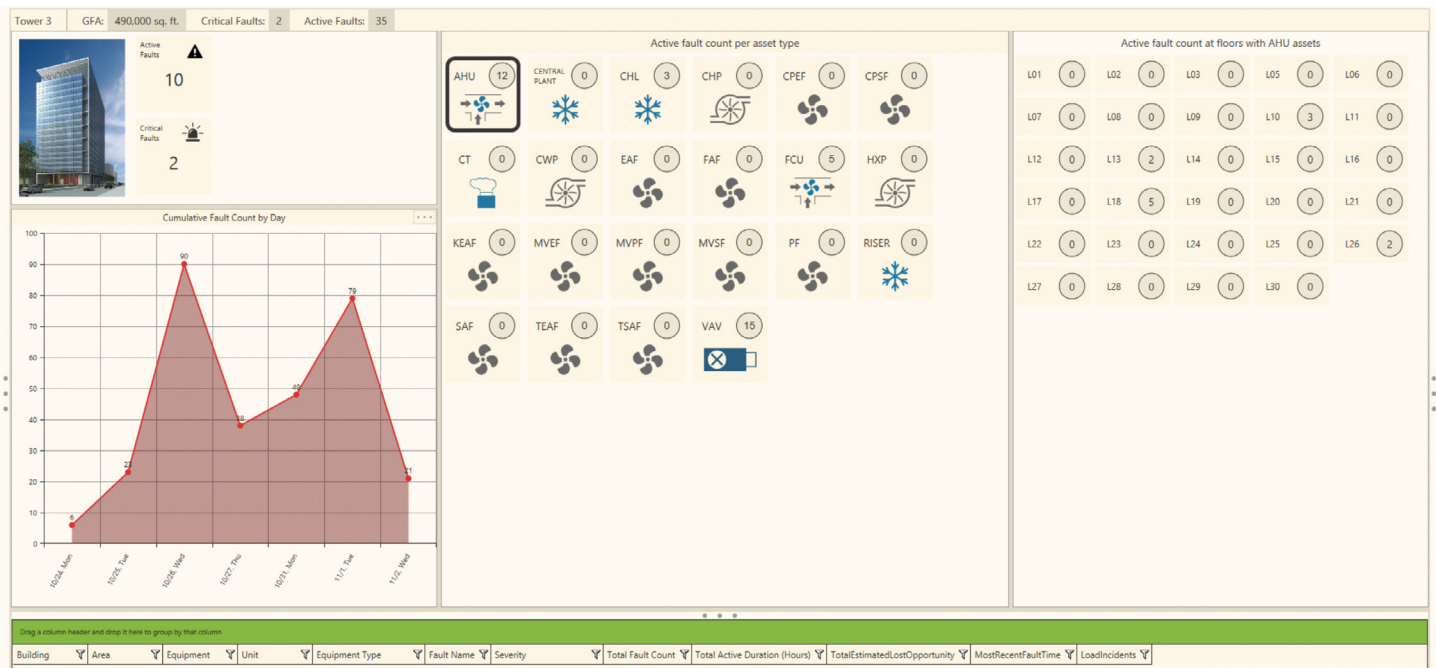 Tower 3 GFA: 490,000 sq. ft. Critical Faults: 2 Active Faults: 35
Active
Faults
10
Critical
Faults
2
Cumulative Fault Count by Day
100
90
80
70
60
50
40
30
20
10
0
6
23
90
38
48
79
21
10/24, Mon
10/25, Tue
10/26, Wed
10/27, Thu
10/31, Mon
11/1, Tue
11/2, Wed
Active fault count per asset type
AHU 12 CENTRAL PLANT 0 CHL 3 CHP 0 CPEF 0 CPSF 0
CT 0 CWP 0 EAF 0 FAF 0 FCU 5 HXP 0
KEAF 0 MVEF 0 MVPF 0 MVSF 0 PF 0 RISER 0
SAF 0 TEAF 0 TSAF 0 VAV 15
Active fault count at floors with AHU assets
L01 0 L02 0 L03 0 L05 0 L06 0
L07 0 L08 0 L09 0 L10 3 L11 0
L12 0 L13 2 L14 0 L15 0 L16 0
L17 0 L18 5 L19 0 L20 0 L21 0
L22 0 L23 0 L24 0 L25 0 L26 2
L27 0 L28 0 L29 0 L30 0
Drag a column header and drop it here to group by that column
Building Area Equipment Unit Equipment Type Fault Name Severity Total Fault Count Total Active Duration (Hours) TotalEstimatedLostOpportunity MostRecentFaultTime LoadIncidents